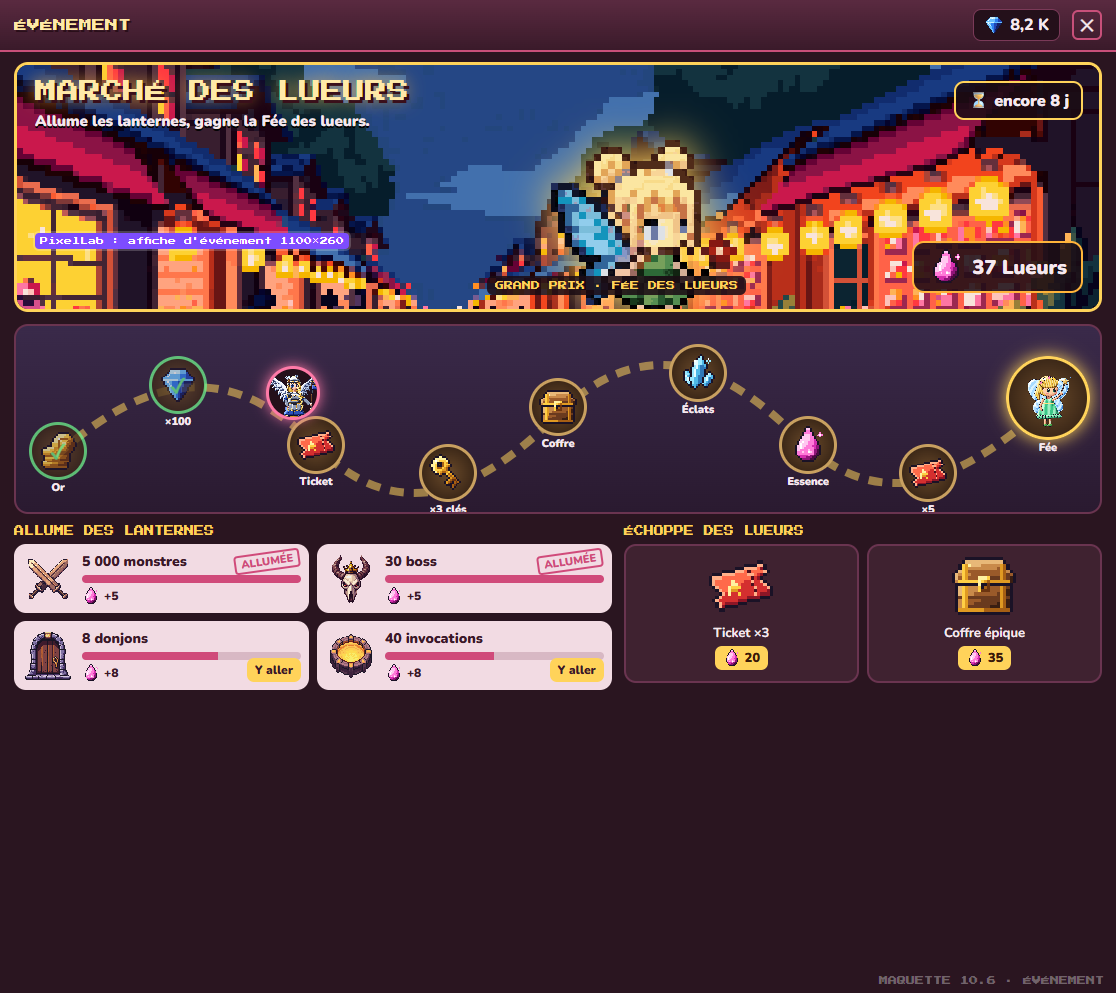 ÉVÉNEMENT
8,2 K
MARCHÉ DES LUEURS
Allume les lanternes, gagne la Fée des lueurs.
encore 8 j
PixelLab : affiche d'événement 1100×260
37 Lueurs
GRAND PRIX · FÉE DES LUEURS
Or
×100
Ticket
×3 clés
Coffre
Éclats
Essence
×5
Fée
ALLUME DES LANTERNES
5 000 monstres
ALLUMÉE
+5
30 boss
ALLUMÉE
+5
8 donjons
+8
Y aller
40 invocations
+8
Y aller
ÉCHOPPE DES LUEURS
Ticket ×3
20
Coffre épique
35
MAQUETTE 10.6 · ÉVÉNEMENT